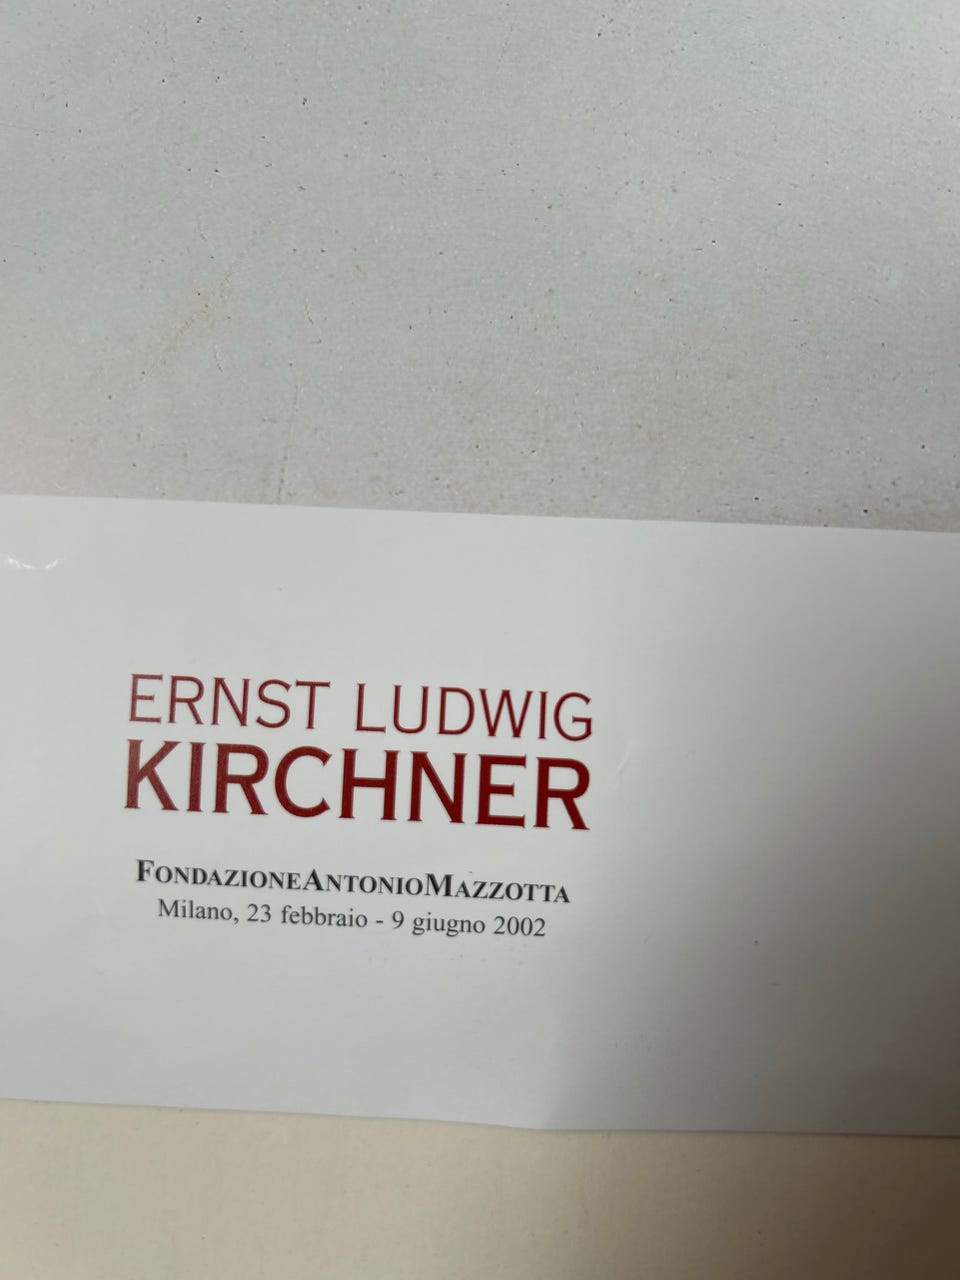 ERNST LUDWIG
KIRCHNER
FONDAZIONEANTONIOMAZZOTTA
Milano, 23 febbraio - 9 giugno 2002